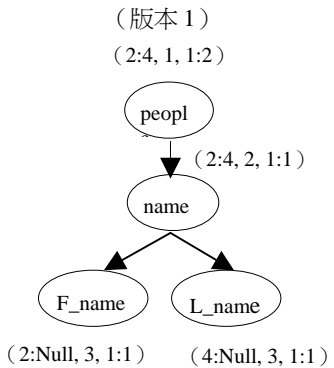 （版本 1）
（2:4, 1, 1:2）
peopl
（2:4, 2, 1:1）
name
F_name
L_name
（2:Null, 3, 1:1）
（4:Null, 3, 1:1）